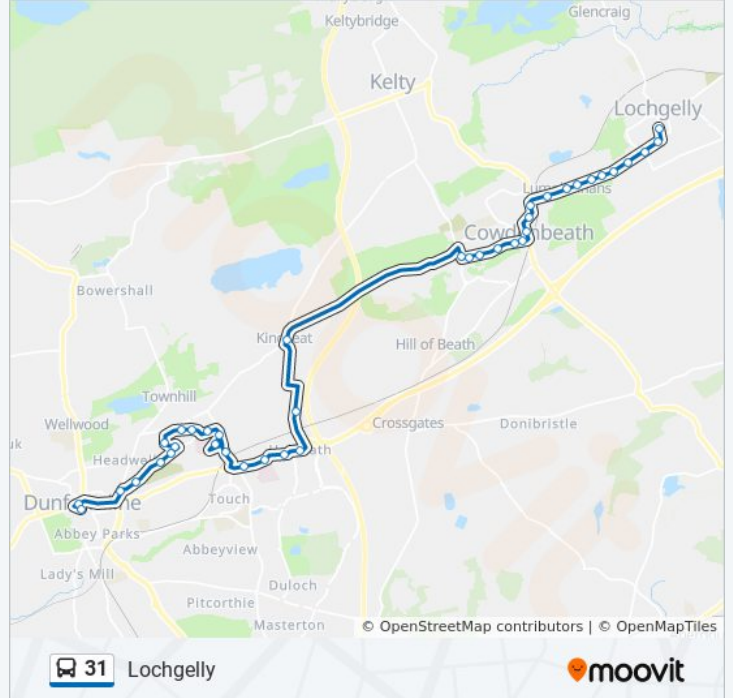 Glencraig
Keltybridge
Kelty
Lochgelly
Cowdenbeath
Bowershall
Hill of Beath
Townhill
Crossgates
Donibristle
Wellwood
uk
Touch
Abbey Parks
Abbeyview
Lady's Mill
Duloch
Pitcorthie
Masterton
© OpenStreetMap contributors | © OpenMapTiles
31 Lochgelly
moovit